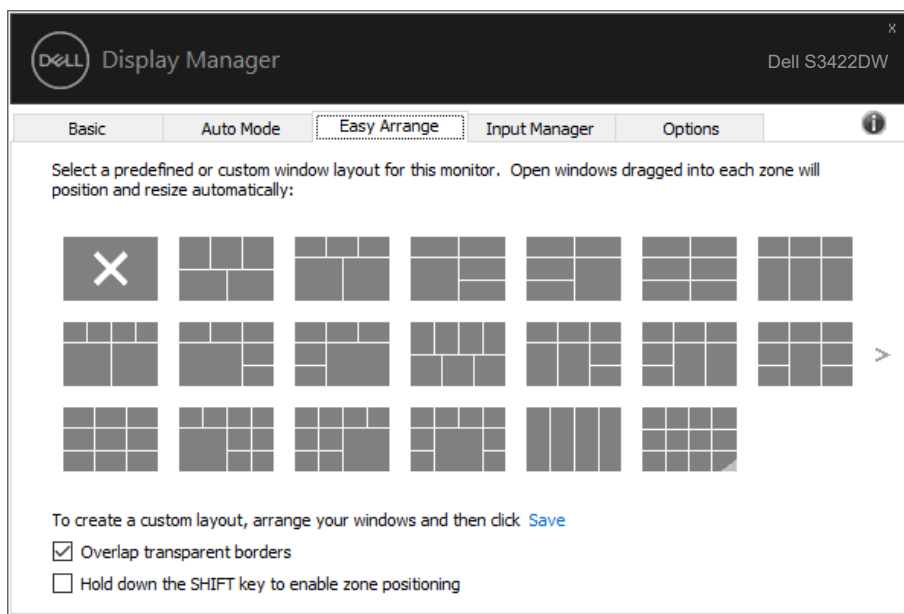 x
DELL Display Manager
Dell S3422DW
Basic Auto Mode Easy Arrange Input Manager Options
Select a predefined or custom window layout for this monitor. Open windows dragged into each zone will
position and resize automatically:
>
To create a custom layout, arrange your windows and then click Save
Overlap transparent borders
Hold down the SHIFT key to enable zone positioning